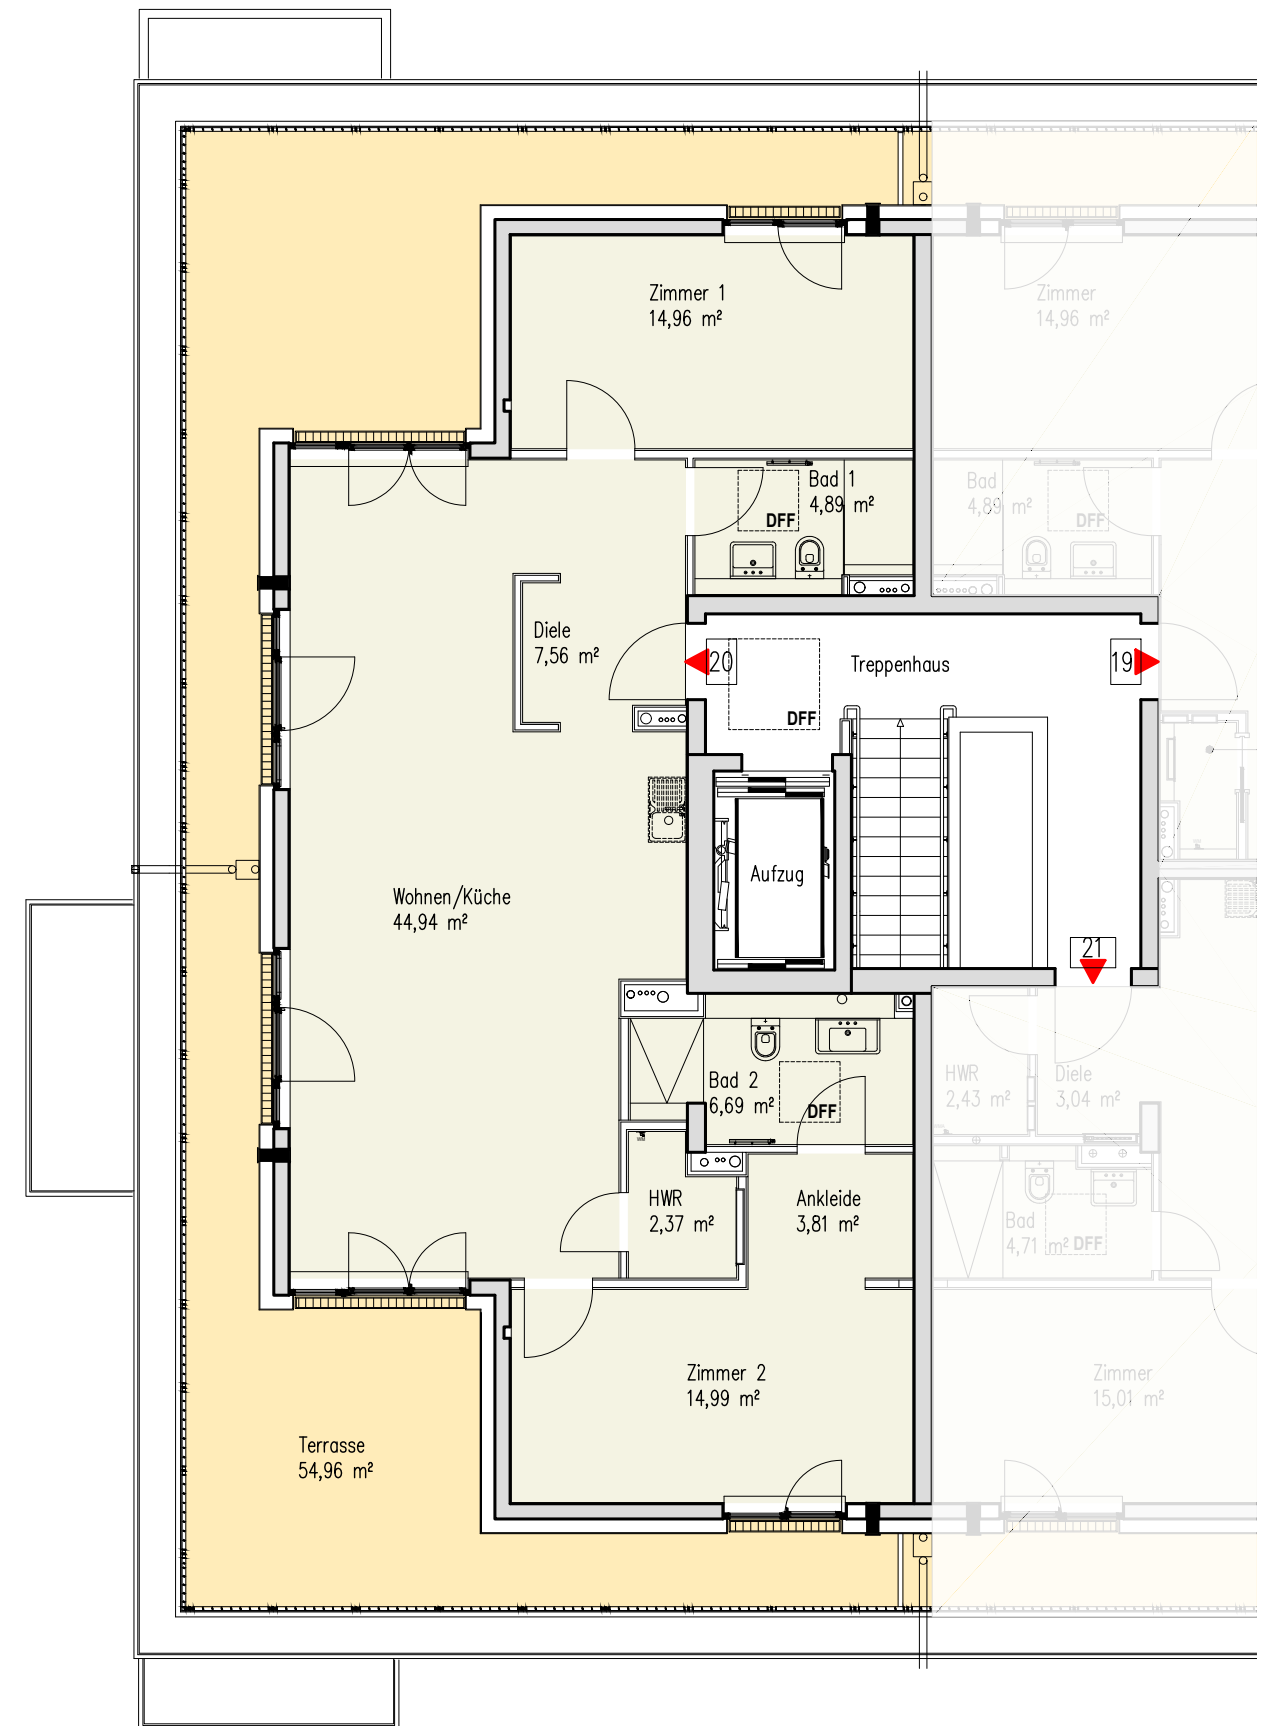 Zimmer 1
14,96 m²
Zimmer
14,96 m²
Bad 1
4,89 m²
DFF
Bad
4,89 m²
DFF
Diele
7,56 m²
20
Treppenhaus
19
DFF
Aufzug
Wohnen/Küche
44,94 m²
21
Bad 2
6,69 m²
DFF
HWR
2,43 m²
Diele
3,04 m²
HWR
2,37 m²
Ankleide
3,81 m²
Bad
4,71 m²
DFF
Zimmer 2
14,99 m²
Zimmer
15,01 m²
Terrasse
54,96 m²